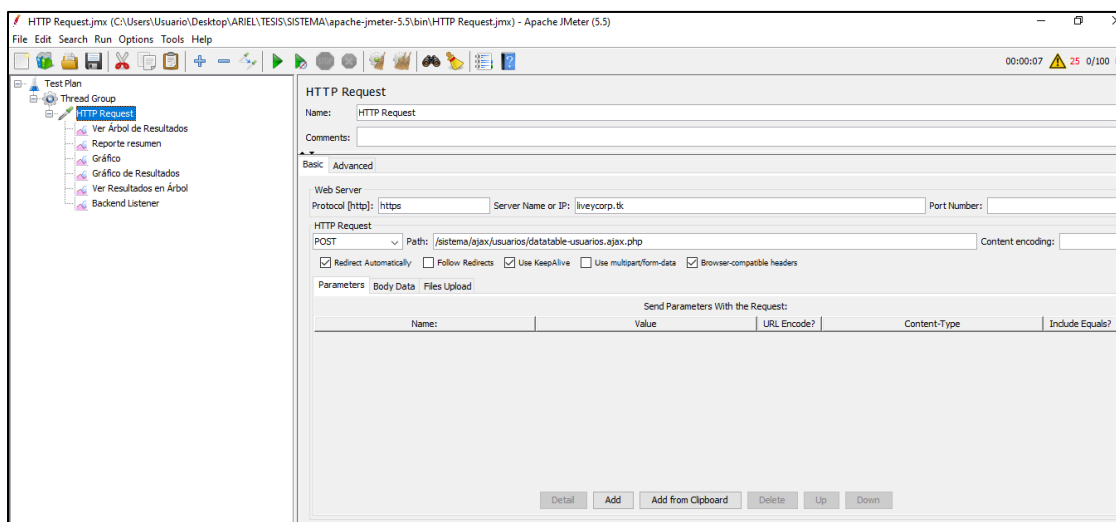 HTTP Request.jmx (C:\Users\Usuario\Desktop\ARIEL\TESIS\SISTEMA\apache-jmeter-5.5\bin\HTTP Request.jmx) - Apache JMeter (5.5)
File Edit Search Run Options Tools Help
00:00:07 25 0/100
Test Plan
Thread Group
HTTP Request
Ver Árbol de Resultados
Reporte resumen
Gráfico
Gráfico de Resultados
Ver Resultados en Árbol
Backend Listener
HTTP Request
Name: HTTP Request
Comments:
Basic Advanced
Web Server
Protocol [http]: https Server Name or IP: liveycorp.tk Port Number:
HTTP Request
POST Path: /sistema/ajax/usuarios/datatable-usuarios.ajax.php Content encoding:
Redirect Automatically Follow Redirects Use KeepAlive Use multipart/form-data Browser-compatible headers
Parameters Body Data Files Upload
Send Parameters With the Request:
Name: Value URL Encode? Content-Type Include Equals?
Detail Add Add from Clipboard Delete Up Down